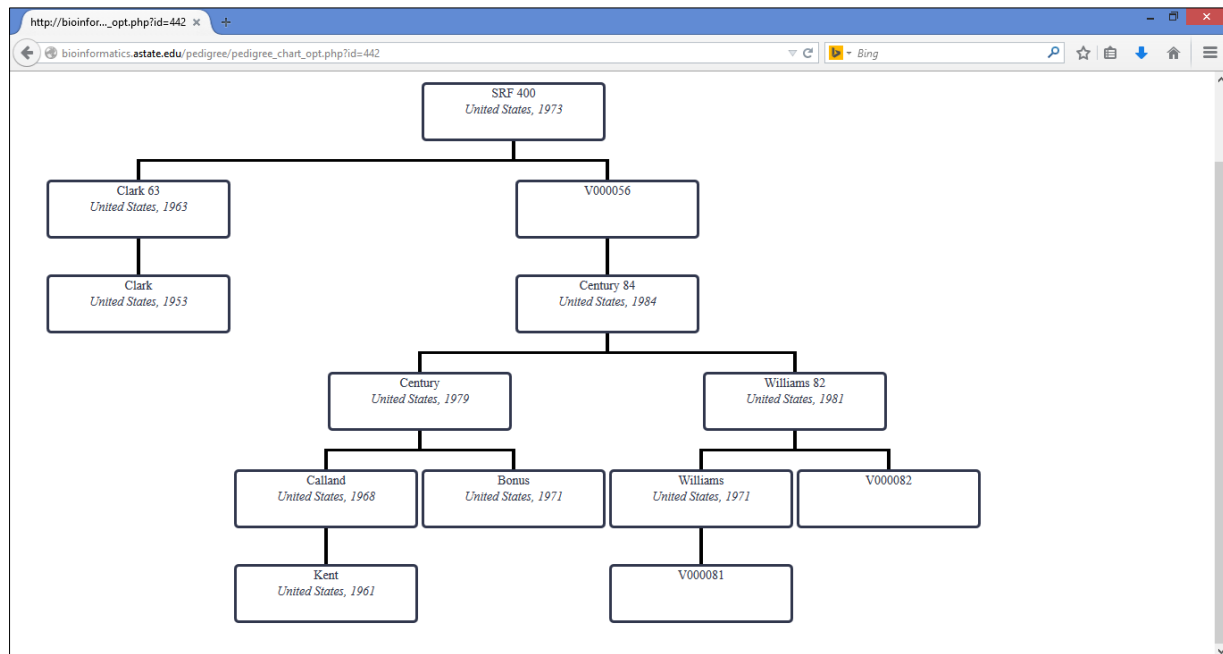 http://bioinfor..._opt.php?id=442
bioinformatics.astate.edu/pedigree/pedigree_chart_opt.php?id=442
Bing
SRF 400
United States, 1973
Clark 63
United States, 1963
V000056
Clark
United States, 1953
Century 84
United States, 1984
Century
United States, 1979
Williams 82
United States, 1981
Calland
United States, 1968
Bonus
United States, 1971
Williams
United States, 1971
V000082
Kent
United States, 1961
V000081